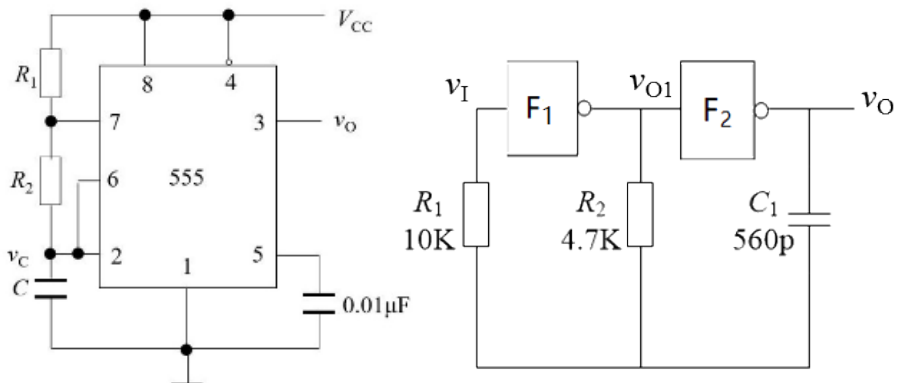 V_CC
R_1
8
4
7
3
v_O
R_2
6
555
v_C
2
5
1
C
0.01μF
v_I
F_1
v_O1
F_2
v_O
R_1
10K
R_2
4.7K
C_1
560p